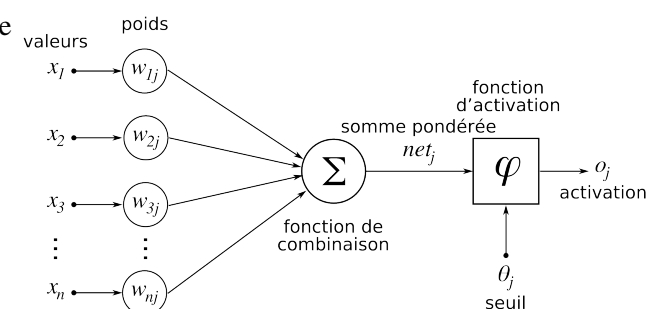 e
poids
valeurs
x₁
w₁ⱼ
x₂
w₂ⱼ
x₃
w₃ⱼ
⋮ ⋮
xₙ
wₙⱼ
Σ
fonction de
combinaison
somme pondérée
netⱼ
fonction
d'activation
φ
oⱼ
activation
θⱼ
seuil